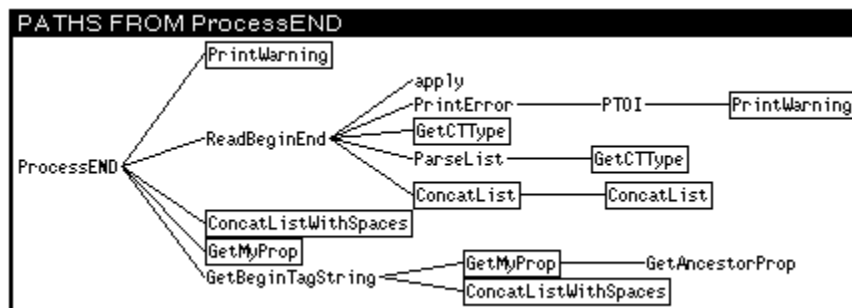 PATHS FROM ProcessEND
PrintWarning
apply
PrintError PTOI PrintWarning
GetCTType
ReadBeginEnd
ParseList GetCTType
ProcessEND
ConcatList ConcatList
ConcatListWithSpaces
GetMyProp
GetMyProp GetAncestorProp
GetBeginTagString
ConcatListWithSpaces